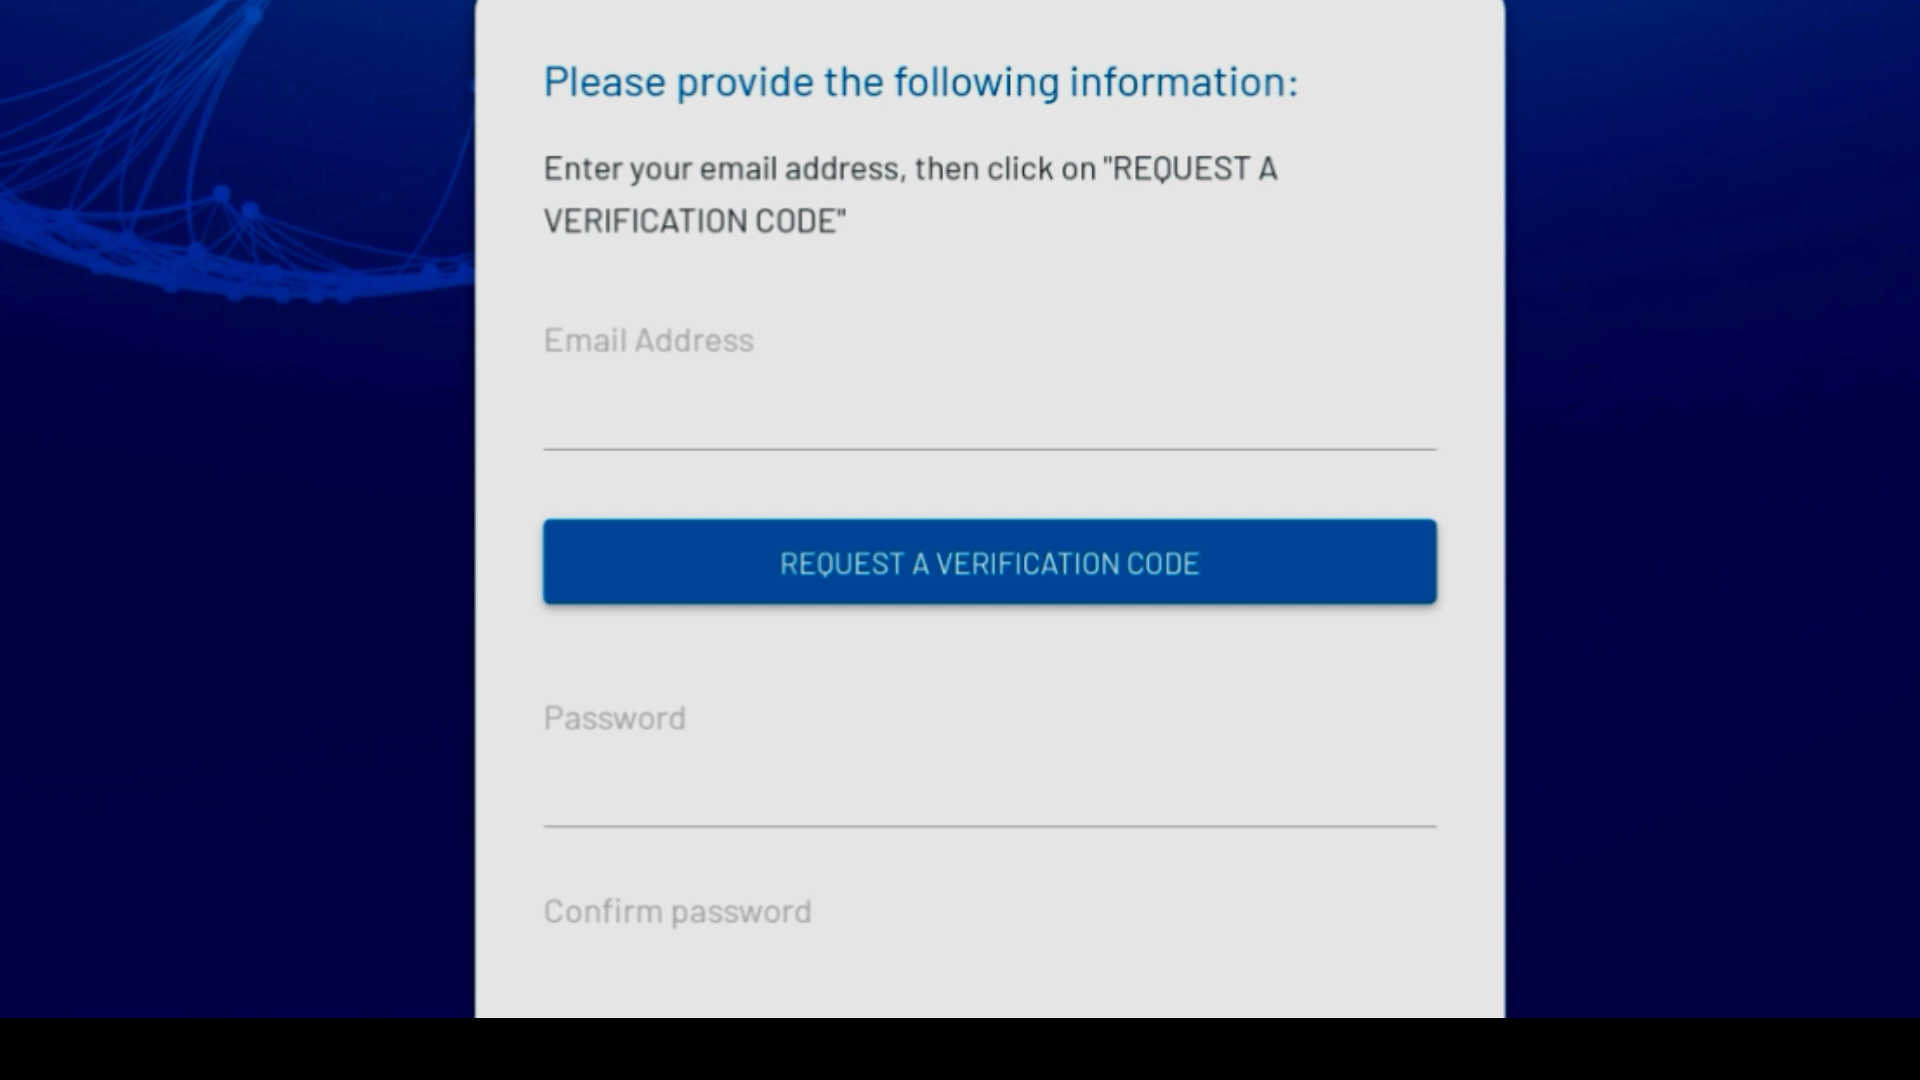 Please provide the following information:
Enter your email address, then click on "REQUEST A
VERIFICATION CODE"
Email Address
REQUEST A VERIFICATION CODE
Password
Confirm password